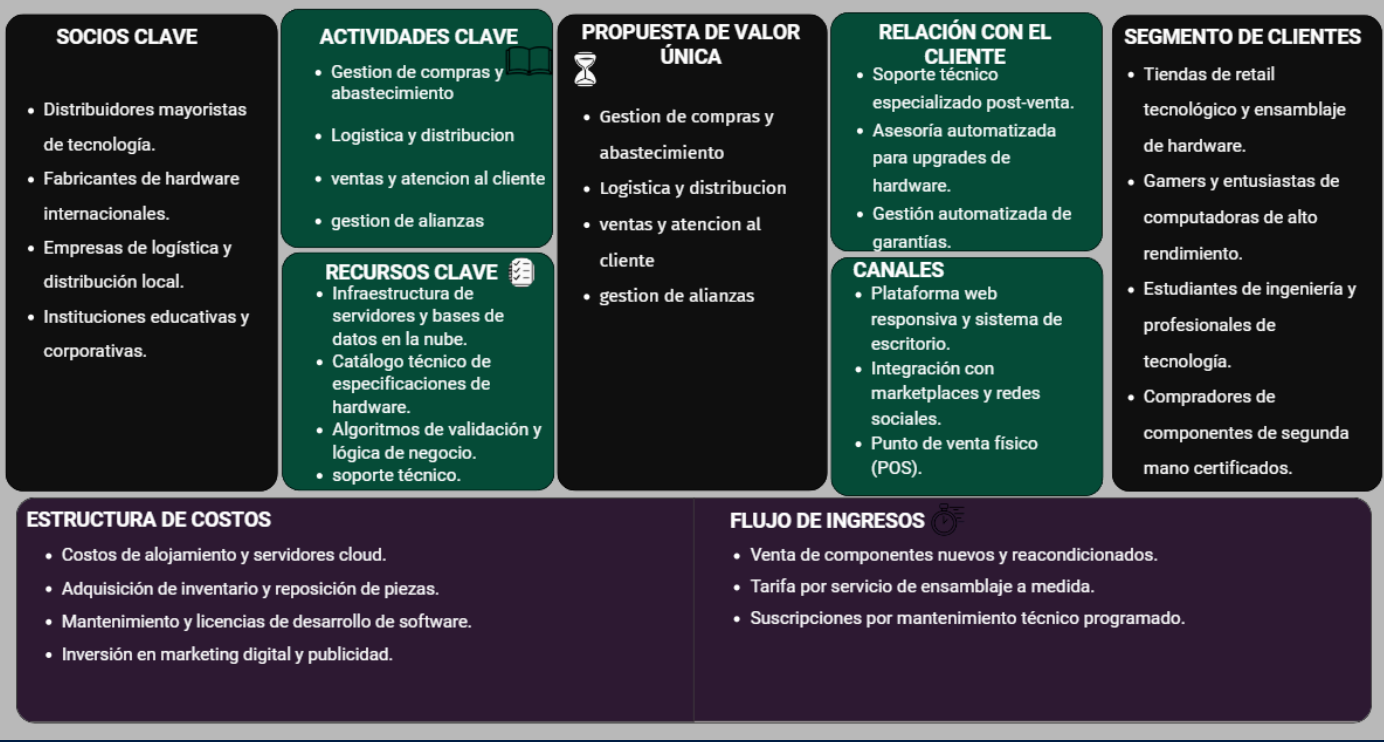 SOCIOS CLAVE
• Distribuidores mayoristas
de tecnología.
• Fabricantes de hardware
internacionales.
• Empresas de logística y
distribución local.
• Instituciones educativas y
corporativas.
ACTIVIDADES CLAVE
• Gestion de compras y
abastecimiento
• Logistica y distribucion
• ventas y atencion al cliente
• gestion de alianzas
RECURSOS CLAVE
• Infraestructura de
servidores y bases de
datos en la nube.
• Catálogo técnico de
especificaciones de
hardware.
• Algoritmos de validación y
lógica de negocio.
• soporte técnico.
PROPUESTA DE VALOR
ÚNICA
• Gestion de compras y
abastecimiento
• Logistica y distribucion
• ventas y atencion al
cliente
• gestion de alianzas
RELACIÓN CON EL
CLIENTE
• Soporte técnico
especializado post-venta.
• Asesoría automatizada
para upgrades de
hardware.
• Gestión automatizada de
garantías.
CANALES
• Plataforma web
responsiva y sistema de
escritorio.
• Integración con
marketplaces y redes
sociales.
• Punto de venta físico
(POS).
SEGMENTO DE CLIENTES
• Tiendas de retail
tecnológico y ensamblaje
de hardware.
• Gamers y entusiastas de
computadoras de alto
rendimiento.
• Estudiantes de ingeniería y
profesionales de
tecnología.
• Compradores de
componentes de segunda
mano certificados.
ESTRUCTURA DE COSTOS
• Costos de alojamiento y servidores cloud.
• Adquisición de inventario y reposición de piezas.
• Mantenimiento y licencias de desarrollo de software.
• Inversión en marketing digital y publicidad.
FLUJO DE INGRESOS
• Venta de componentes nuevos y reacondicionados.
• Tarifa por servicio de ensamblaje a medida.
• Suscripciones por mantenimiento técnico programado.